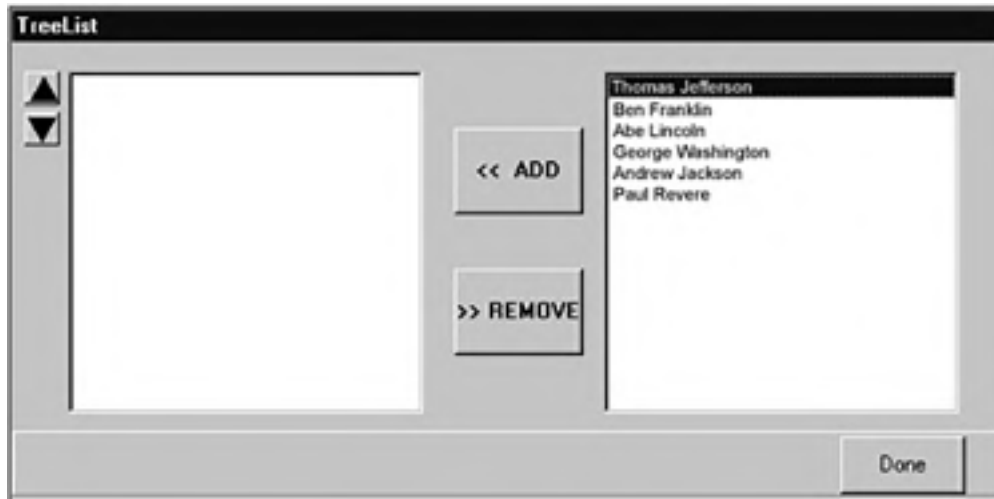 TreeList
<< ADD
>> REMOVE
Thomas Jefferson
Ben Franklin
Abe Lincoln
George Washington
Andrew Jackson
Paul Revere
Done